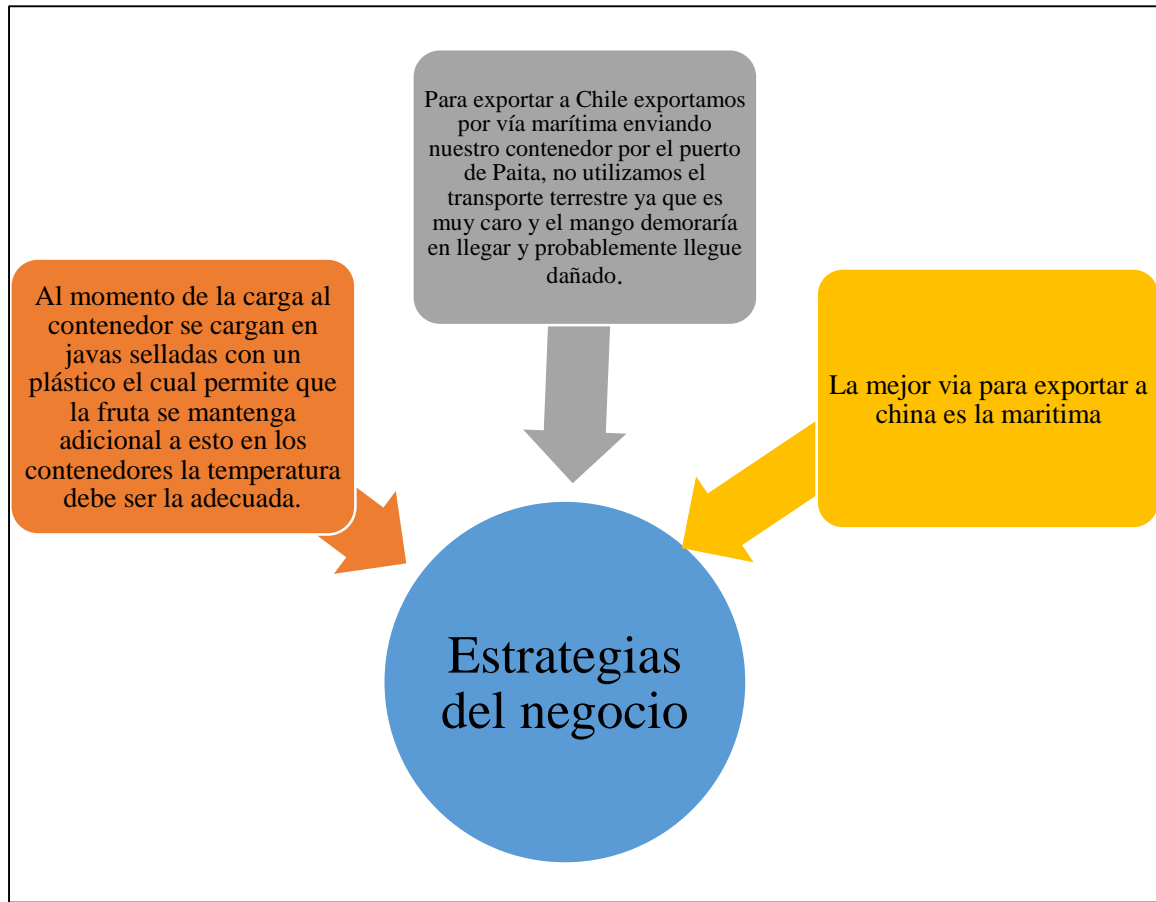 Para exportar a Chile exportamos
por vía marítima enviando
nuestro contenedor por el puerto
de Paita, no utilizamos el
transporte terrestre ya que es
muy caro y el mango demoraría
en llegar y probablemente llegue
dañado.
Al momento de la carga al
contenedor se cargan en
javas selladas con un
plástico el cual permite que
la fruta se mantenga
adicional a esto en los
contenedores la temperatura
debe ser la adecuada.
La mejor via para exportar a
china es la maritima
Estrategias
del negocio